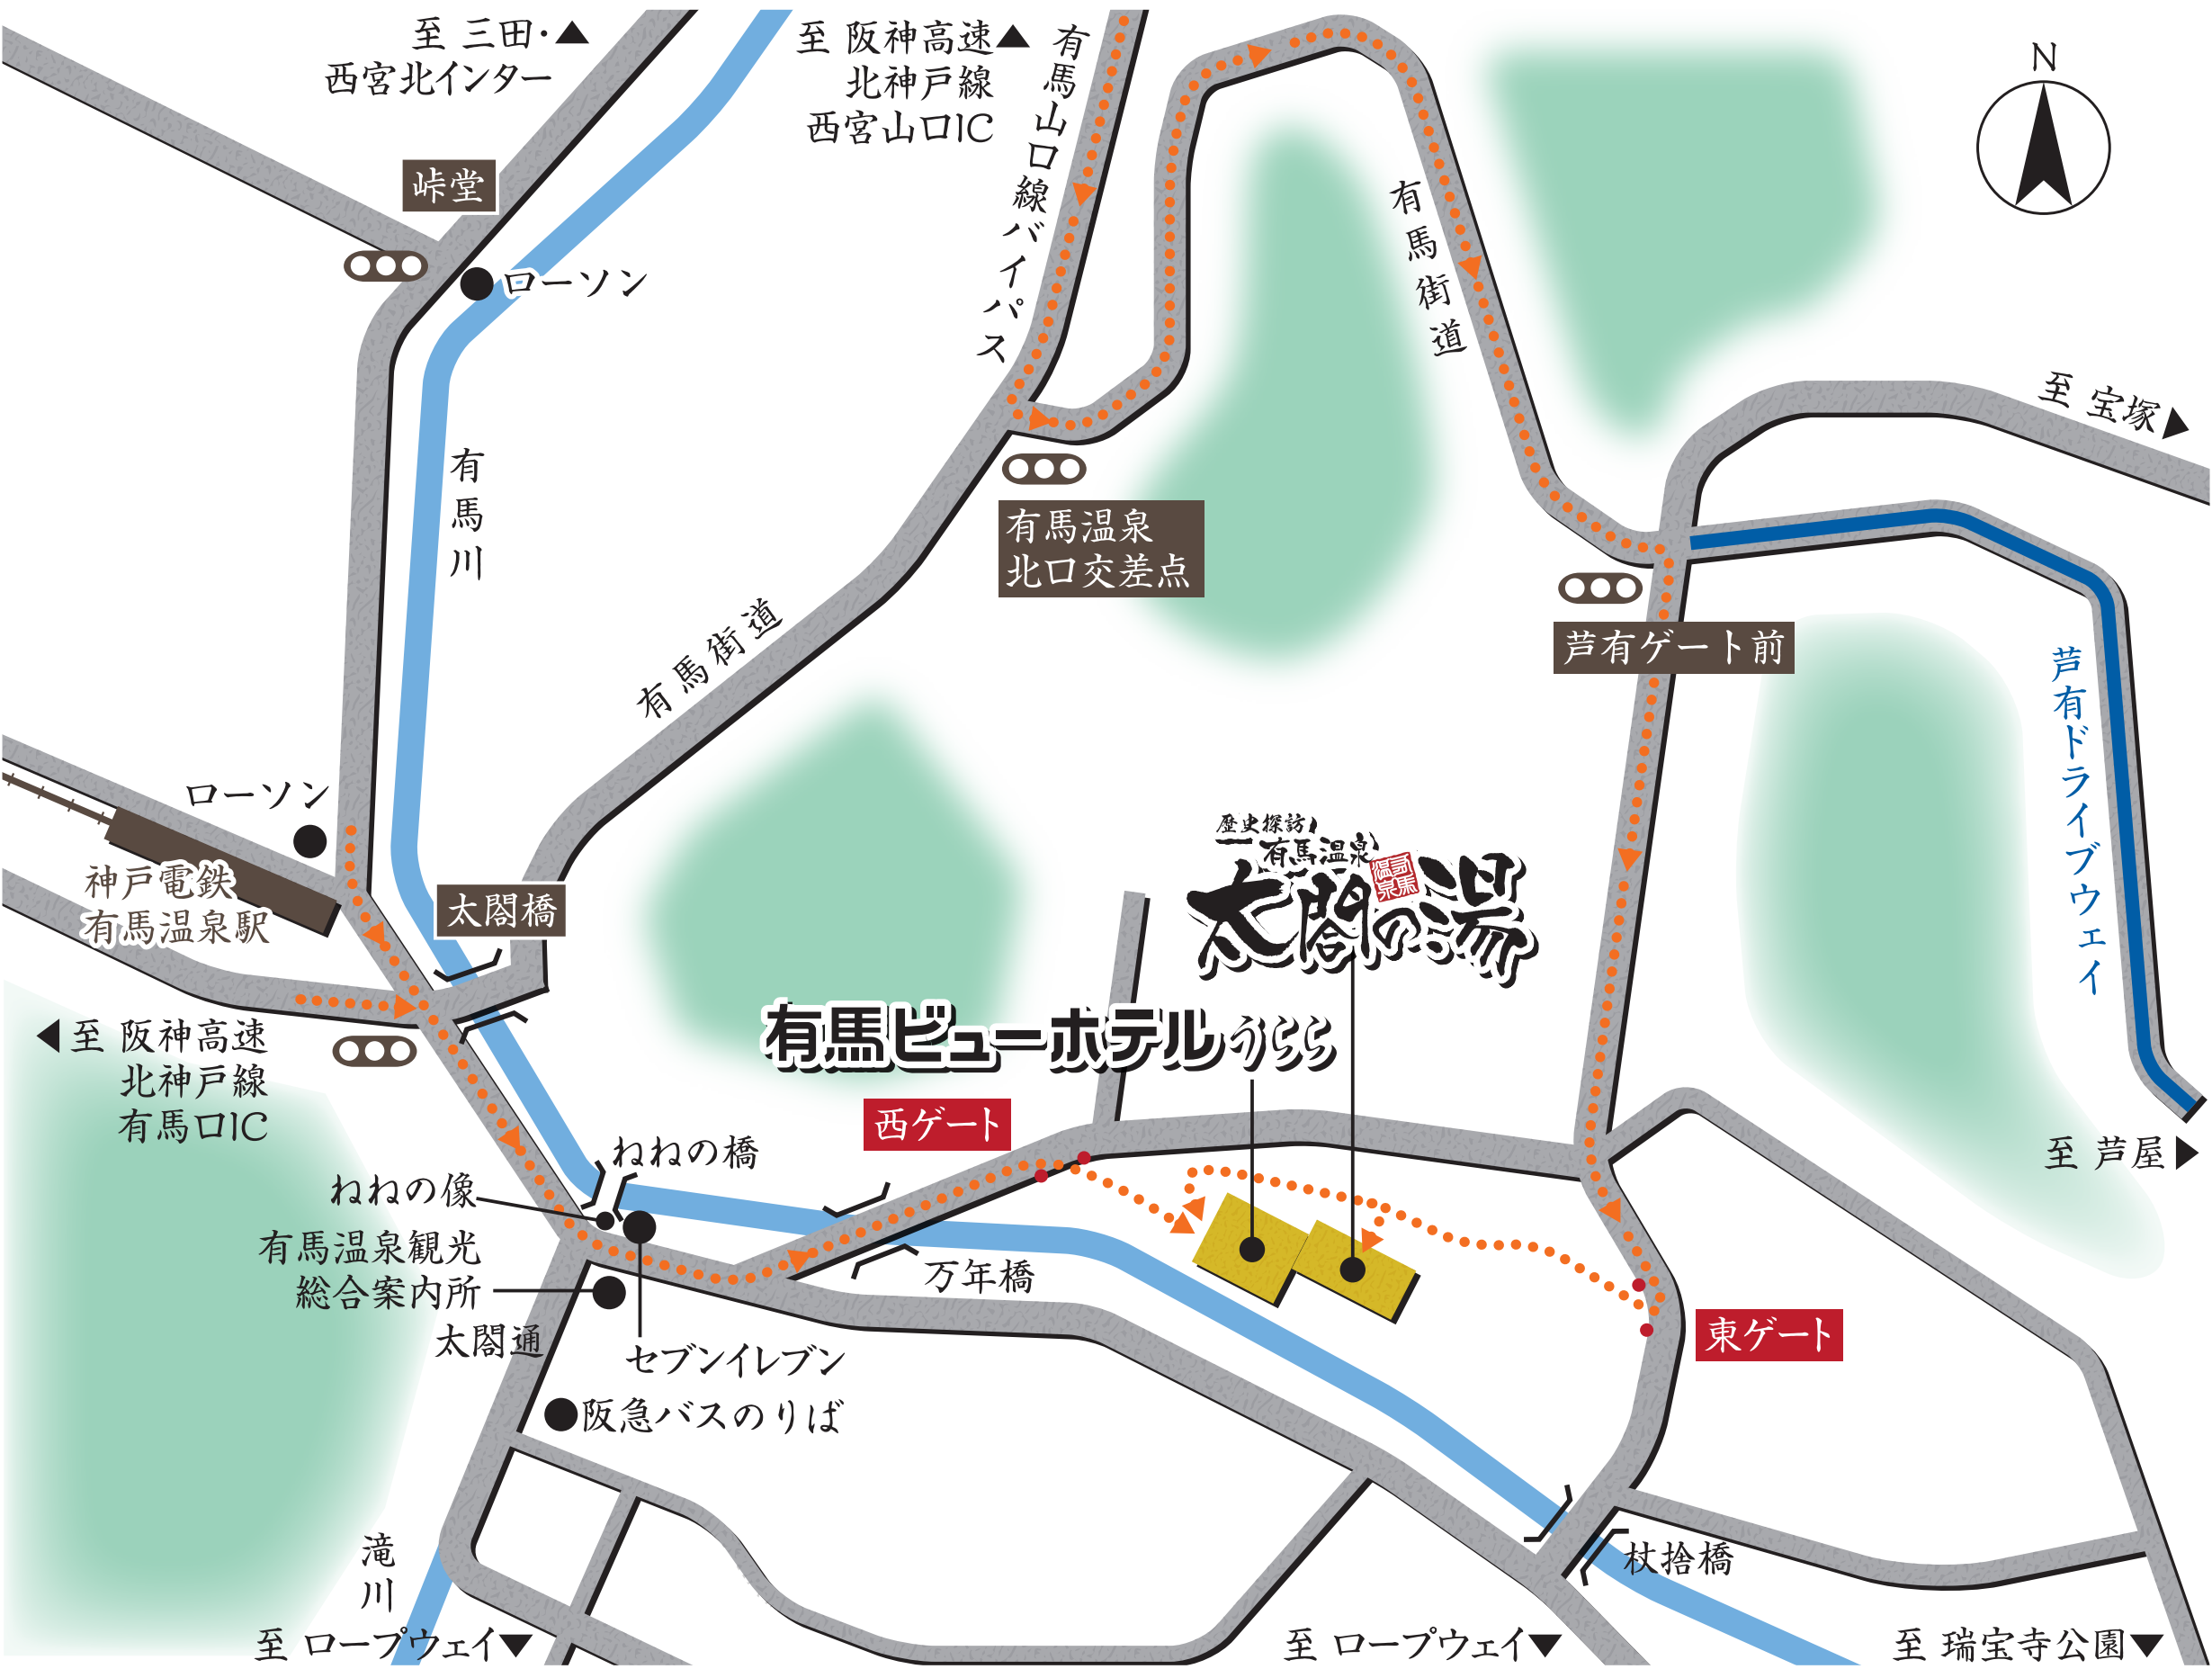 至 三田・▲
西宮北インター
至 阪神高速▲
北神戸線
西宮山口IC
有馬山口線バイパス
N
峠堂
ローソン
有馬街道
至 宝塚▶
有馬川
有馬温泉
北口交差点
芦有ゲート前
有馬街道
芦有ドライブウェイ
ローソン
神戸電鉄
有馬温泉駅
太閤橋
歴史探訪
有馬温泉
太閤の湯
有馬温泉
◀至 阪神高速
北神戸線
有馬口IC
有馬ビューホテルうらら
西ゲート
ねねの橋
至 芦屋▶
ねねの像
有馬温泉観光
総合案内所
万年橋
太閤通
セブンイレブン
東ゲート
阪急バスのりば
滝川
杖捨橋
至 ロープウェイ▼
至 ロープウェイ▼
至 瑞宝寺公園▼